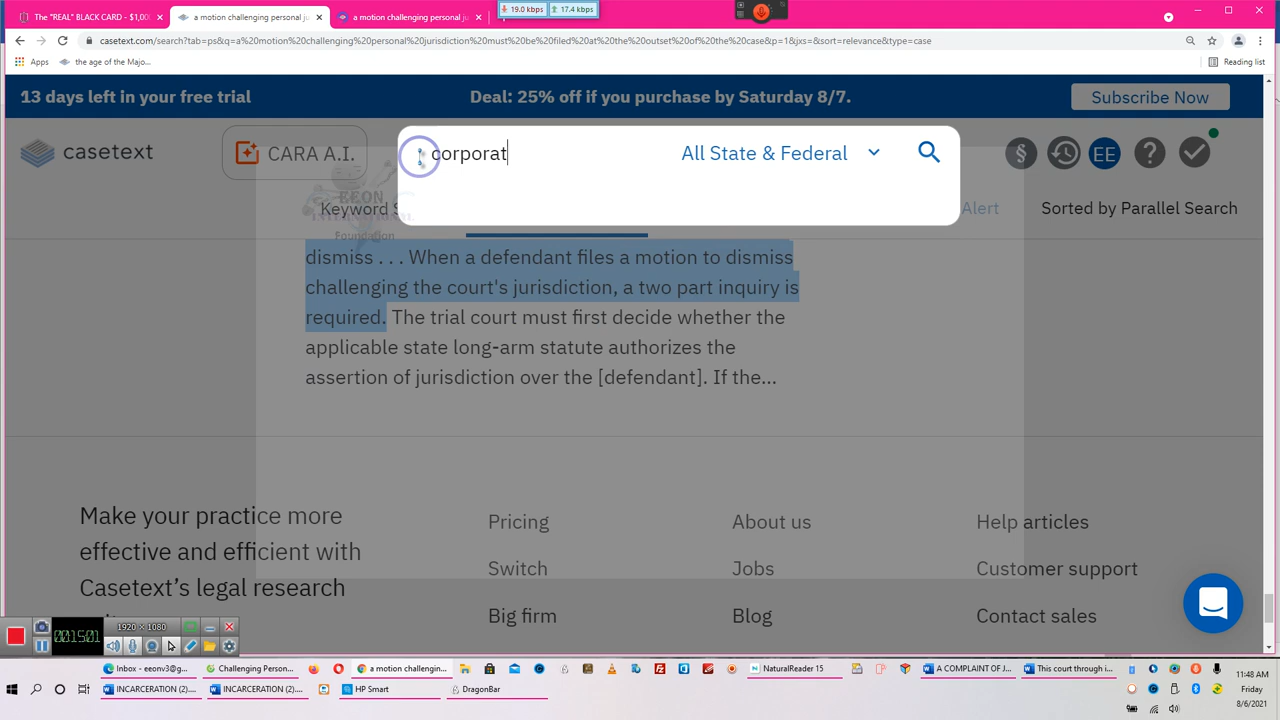 19.0 kbps 17.4 kbps
The "REAL" BLACK CARD - $1,000 a motion challenging personal ju a motion challenging personal ju
casetext.com/search?tab=ps&q=a%20motion%20challenging%20personal%20jurisdiction%20must%20be%20filed%20at%20the%20outset%20of%20the%20case&p=1&jxs=&sort=relevance&type=case
Apps the age of the Majo... Reading list
13 days left in your free trial Deal: 25% off if you purchase by Saturday 8/7. Subscribe Now
casetext CARA A.I. corporat All State & Federal § EE ?
Keyword S Alert Sorted by Parallel Search
EEON
INTERNATIONAL
Foundation
dismiss . . . When a defendant files a motion to dismiss
challenging the court's jurisdiction, a two part inquiry is
required. The trial court must first decide whether the
applicable state long-arm statute authorizes the
assertion of jurisdiction over the [defendant]. If the...
Make your practice more
effective and efficient with
Casetext's legal research
Pricing About us Help articles
Switch Jobs Customer support
Big firm Blog Contact sales
1920 × 1080
00:15:01
Inbox - eeonv3@g... Challenging Person... a motion challengin... NaturalReader 15 A COMPLAINT OF J... This court through i...
INCARCERATION (2)... INCARCERATION (2)... HP Smart DragonBar
11:48 AM
Friday
8/6/2021